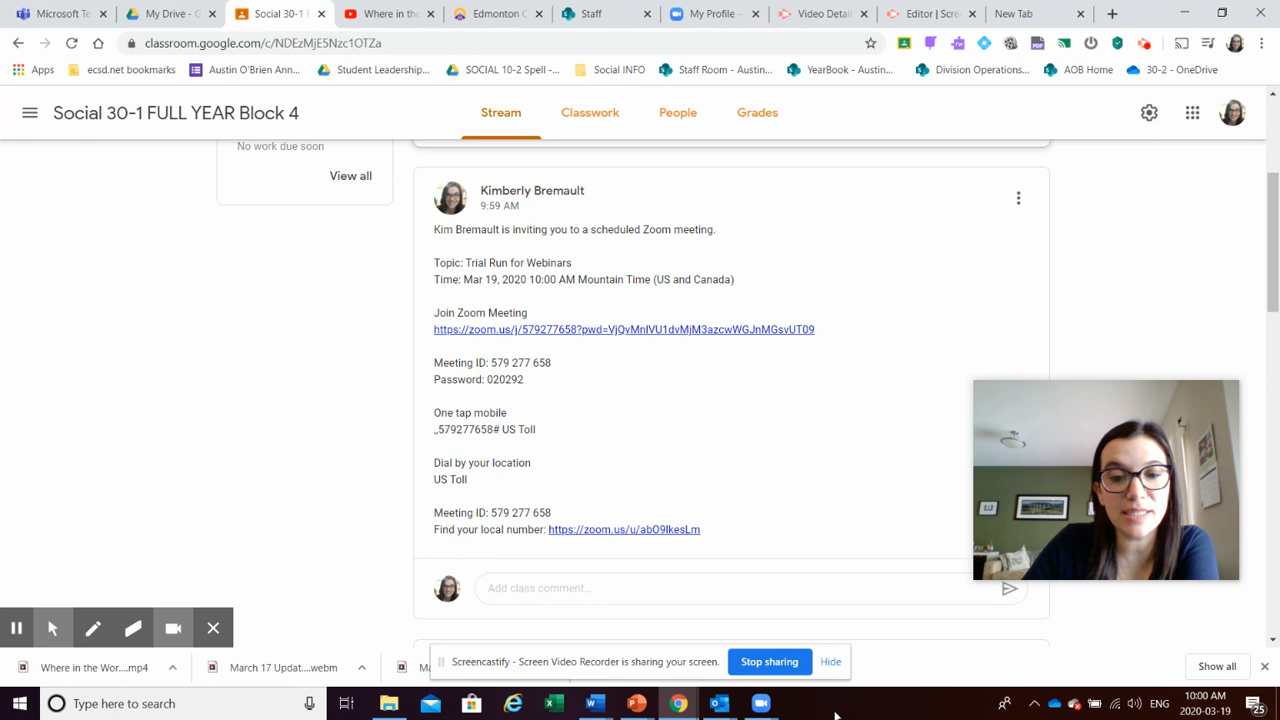 Microsoft Te
My Drive - G
Social 30-1 F
Where in the
Edmonton C
Staff
My Profile -
Video Detai
Editor | Scre
New Tab
classroom.google.com/c/NDEzMjE5Nzc1OTZa
Apps
ecsd.net bookmarks
Austin O'Brien Ann...
Student Leadership...
SOCIAL 10-2 Spell -...
Social INFO
Staff Room - Austin...
YearBook - Austin...
Division Operations...
AOB Home
30-2 - OneDrive
Social 30-1 FULL YEAR Block 4
Stream
Classwork
People
Grades
No work due soon
View all
Kimberly Bremault
9:59 AM
Kim Bremault is inviting you to a scheduled Zoom meeting.
Topic: Trial Run for Webinars
Time: Mar 19, 2020 10:00 AM Mountain Time (US and Canada)
Join Zoom Meeting
https://zoom.us/j/579277658?pwd=VjQvMnlVU1dvMjM3azcwWGJnMGsvUT09
Meeting ID: 579 277 658
Password: 020292
One tap mobile
,,579277658# US Toll
Dial by your location
US Toll
Meeting ID: 579 277 658
Find your local number: https://zoom.us/u/abO9lkesLm
Add class comment...
Where in the Wor....mp4
March 17 Updat....webm
Screencastify - Screen Video Recorder is sharing your screen.
Stop sharing
Hide
Show all
Type here to search
ENG
10:00 AM
2020-03-19
25